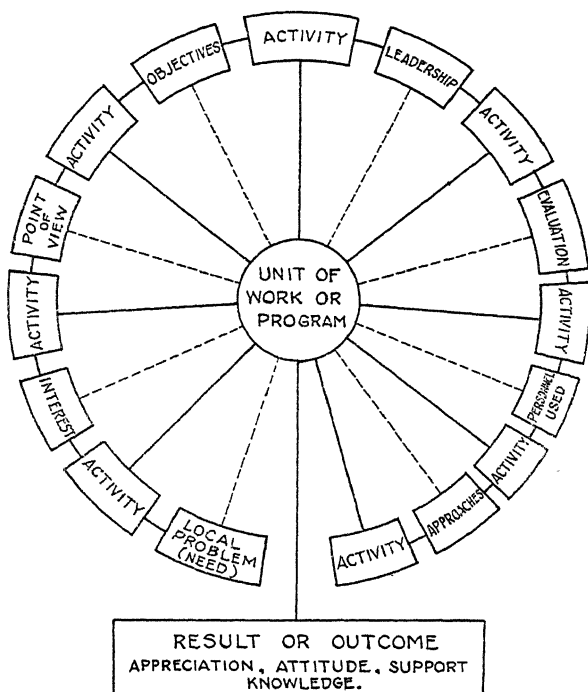 LOCAL
PROBLEM
(NEED)
ACTIVITY
INTEREST
ACTIVITY
POINT
OF
VIEW
ACTIVITY
OBJECTIVES
ACTIVITY
LEADERSHIP
ACTIVITY
EVALUATION
ACTIVITY
PERSONNEL
USED
ACTIVITY
APPROACHES
ACTIVITY
UNIT OF
WORK OR
PROGRAM
RESULT OR OUTCOME
APPRECIATION, ATTITUDE, SUPPORT
KNOWLEDGE.